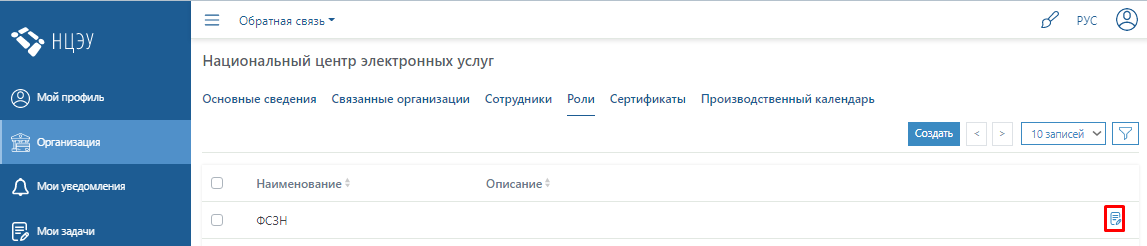 НЦЭУ
Обратная связь
РУС
Национальный центр электронных услуг
Мой профиль
Организация
Мои уведомления
Мои задачи
Основные сведения Связанные организации Сотрудники Роли Сертификаты Производственный календарь
Создать < > 10 записей
Наименование Описание
ФСЗН